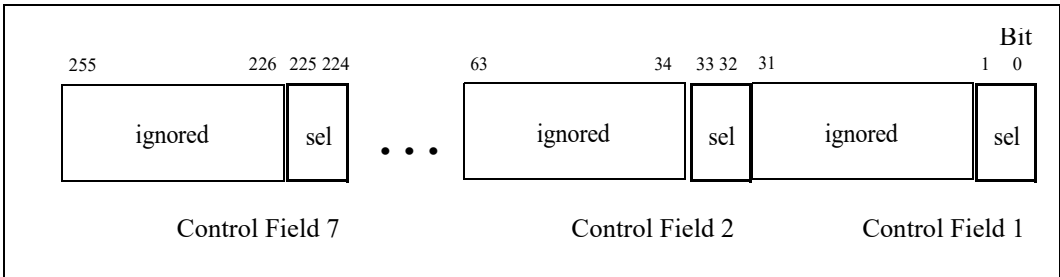 Bit
255 226 225 224 63 34 33 32 31 1 0
ignored sel ... ignored sel ignored sel
Control Field 7 Control Field 2 Control Field 1